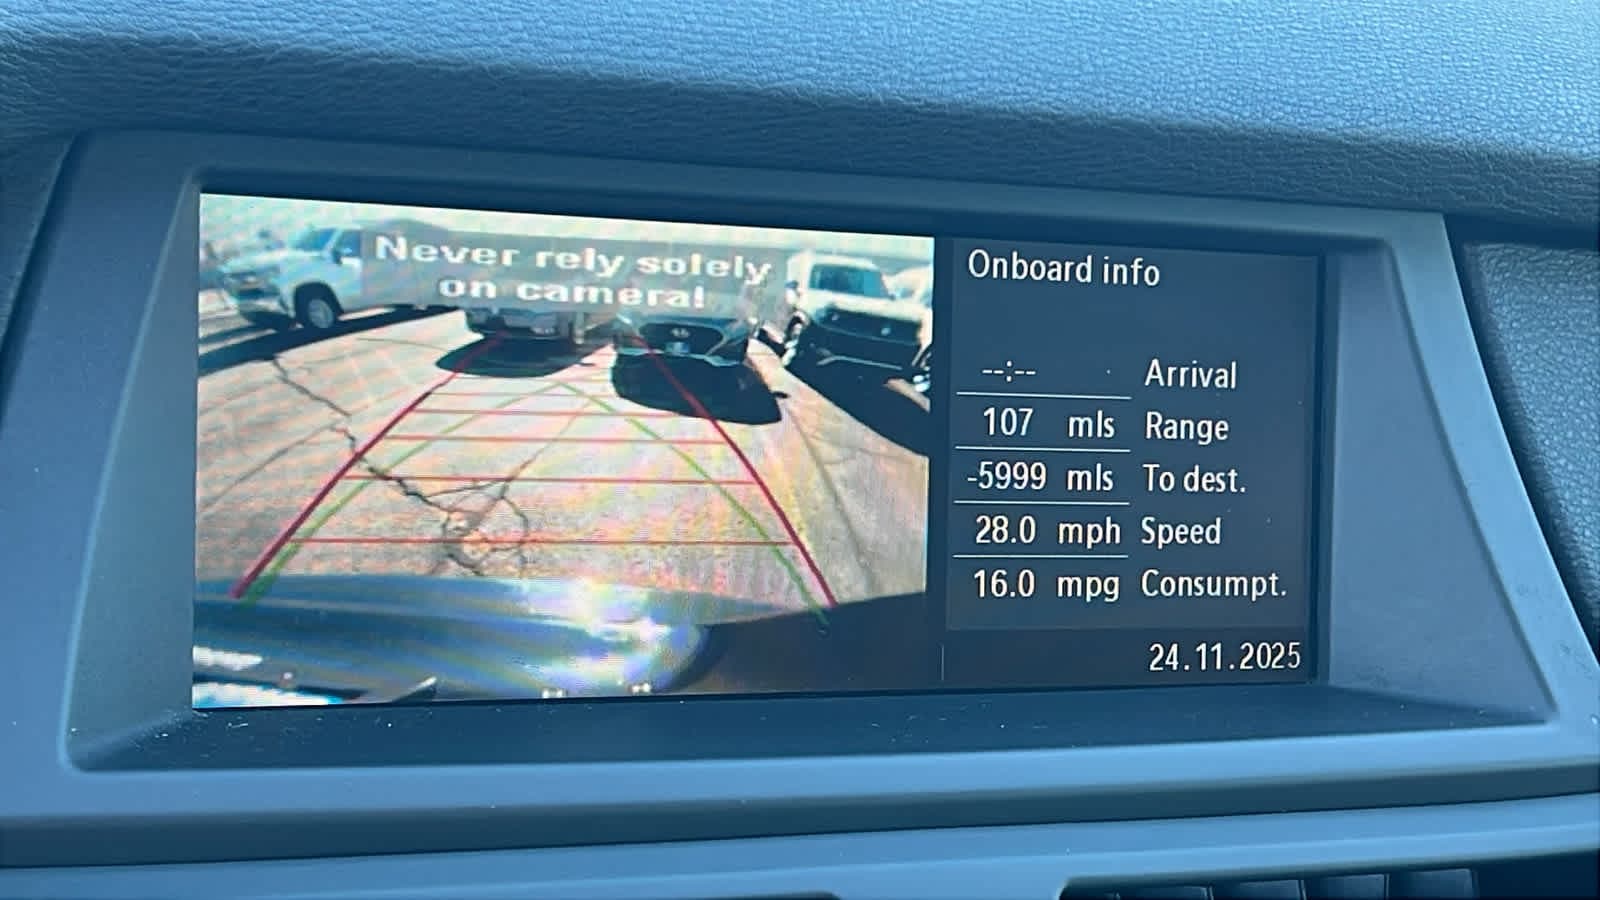 Never rely solely
on camera!
Onboard info
--:-- Arrival
107 mls Range
-5999 mls To dest.
28.0 mph Speed
16.0 mpg Consumpt.
24.11.2025